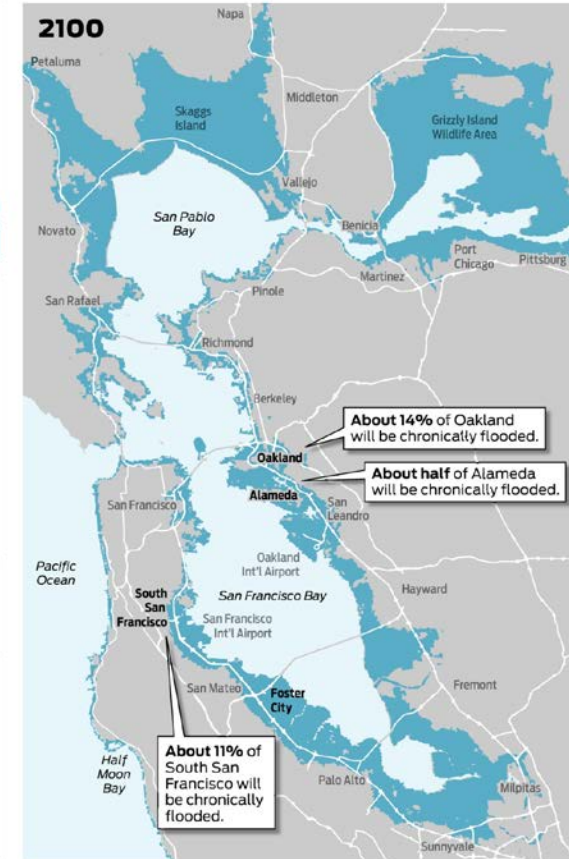 2100
Napa
Petaluma
Skaggs
Island
Middleton
Grizzly Island
Wildlife Area
Vallejo
San Pablo
Bay
Novato
Benicia
Port
Chicago
Pittsburg
Martinez
San Rafael
Pinole
Richmond
Berkeley
About 14% of Oakland
will be chronically flooded.
Oakland
About half of Alameda
will be chronically flooded.
Alameda
San Francisco
San
Leandro
Oakland
Int'l Airport
Pacific
Ocean
San Francisco Bay
Hayward
South
San
Francisco
San Francisco
Int'l Airport
San Mateo
Foster
City
Fremont
About 11% of
South San
Francisco will
be chronically
flooded.
Half
Moon
Bay
Palo Alto
Milpitas
Sunnyvale